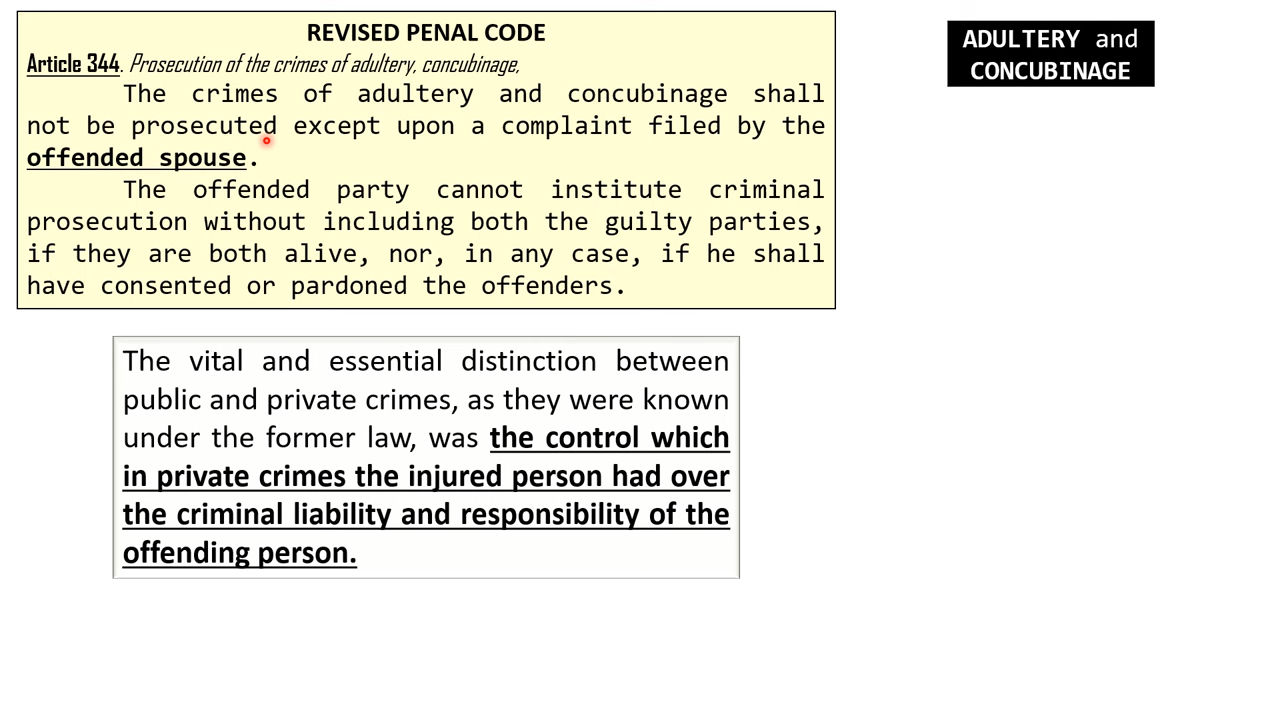 REVISED PENAL CODE
Article 344. Prosecution of the crimes of adultery, concubinage,
The crimes of adultery and concubinage shall
not be prosecuted except upon a complaint filed by the
offended spouse.
The offended party cannot institute criminal
prosecution without including both the guilty parties,
if they are both alive, nor, in any case, if he shall
have consented or pardoned the offenders.
ADULTERY and
CONCUBINAGE
The vital and essential distinction between
public and private crimes, as they were known
under the former law, was the control which
in private crimes the injured person had over
the criminal liability and responsibility of the
offending person.